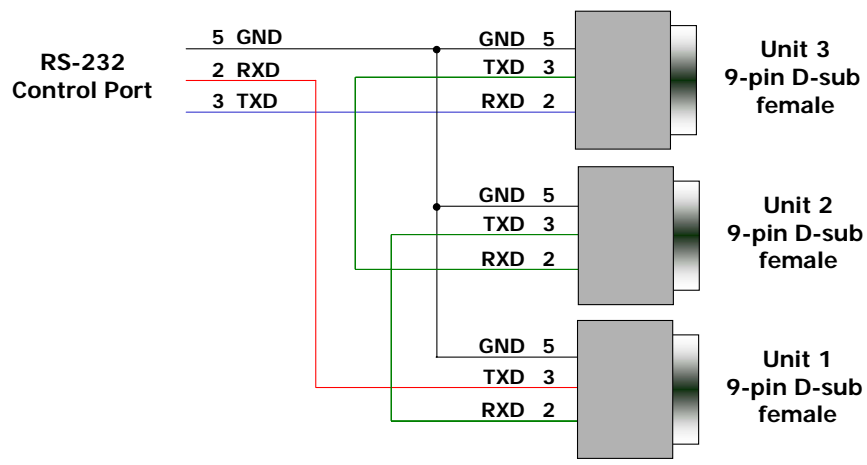 RS-232
Control Port
5 GND
2 RXD
3 TXD
GND 5
TXD 3
RXD 2
Unit 3
9-pin D-sub
female
GND 5
TXD 3
RXD 2
Unit 2
9-pin D-sub
female
GND 5
TXD 3
RXD 2
Unit 1
9-pin D-sub
female